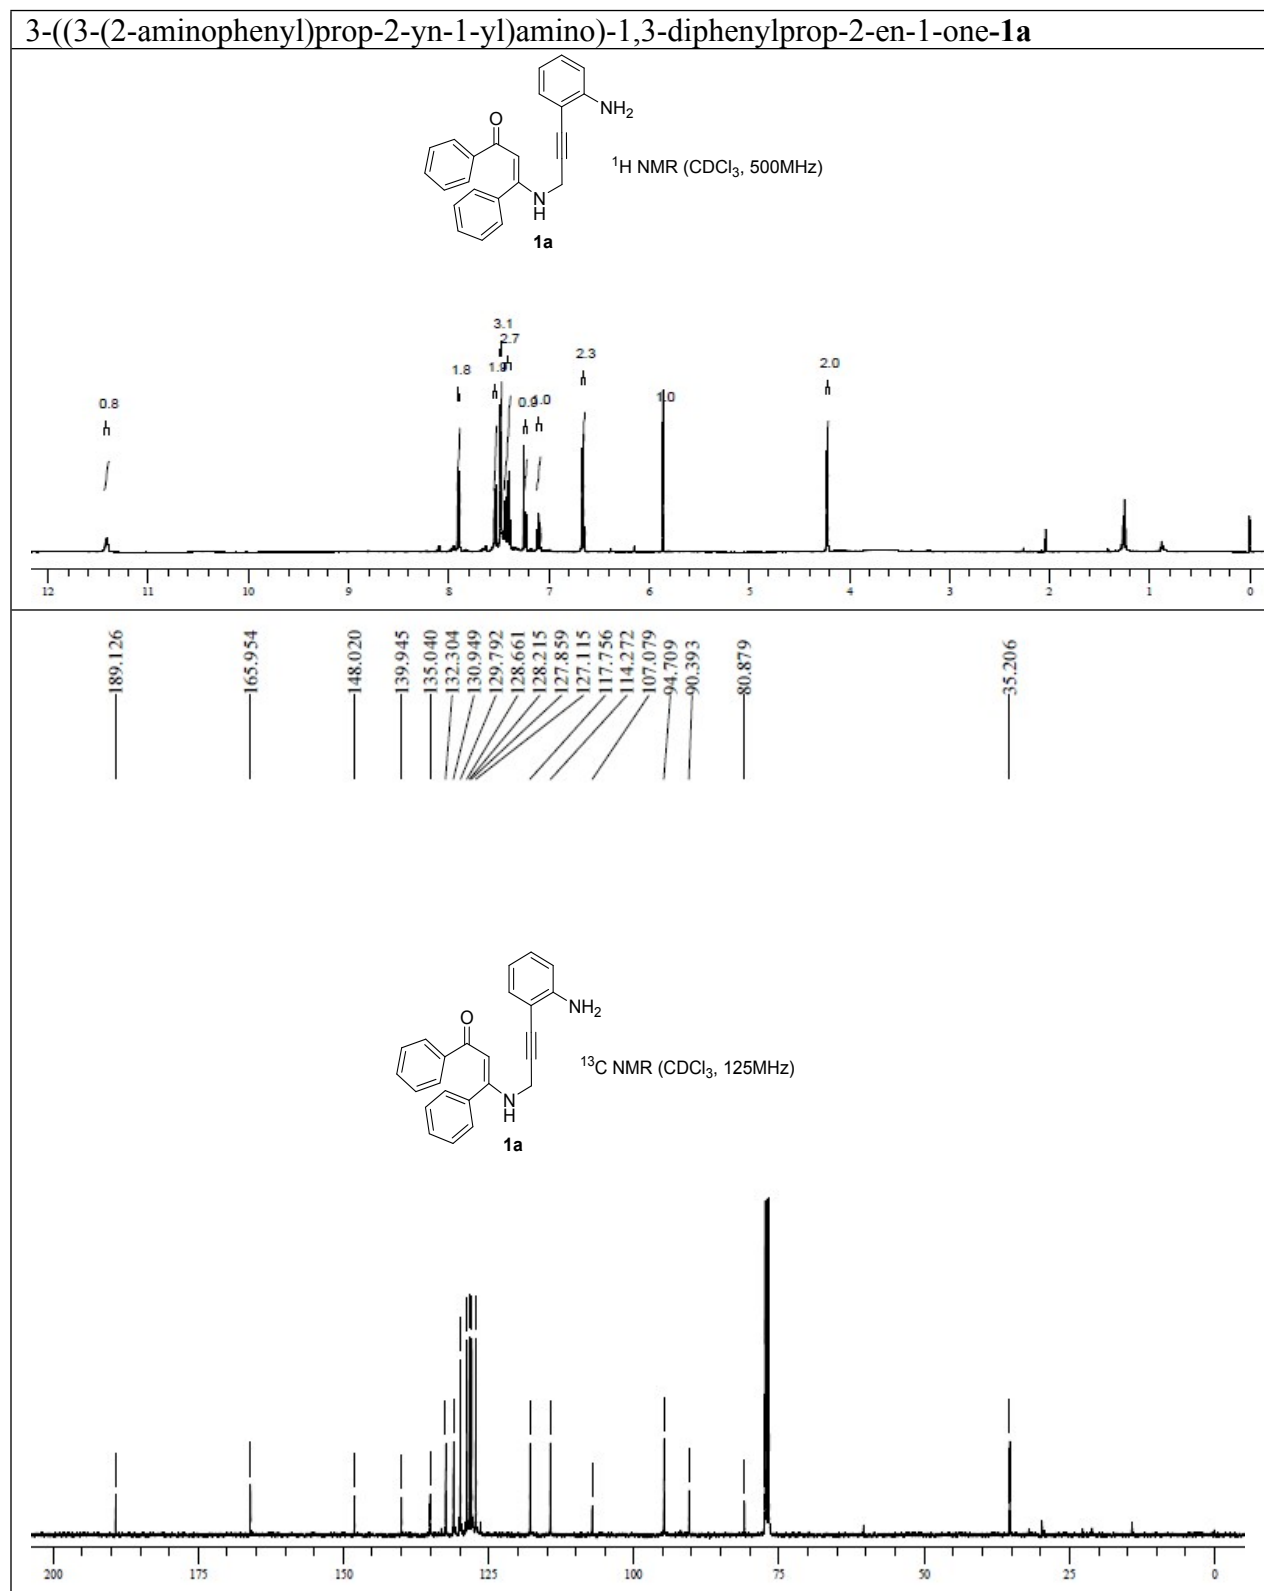 3-((3-(2-aminophenyl)prop-2-yn-1-yl)amino)-1,3-diphenylprop-2-en-1-one-1a
NH2
O
N
H
1a
1H NMR (CDCl3, 500MHz)
0.8
1.8
1.9
3.1
2.7
1.0
2.3
1.0
2.0
12 11 10 9 8 7 6 5 4 3 2 1 0
189.126
165.954
148.020
139.945
135.040
132.304
130.949
129.792
128.661
128.215
127.859
127.115
117.756
114.272
107.079
94.709
90.393
80.879
35.206
NH2
O
N
H
1a
13C NMR (CDCl3, 125MHz)
200 175 150 125 100 75 50 25 0